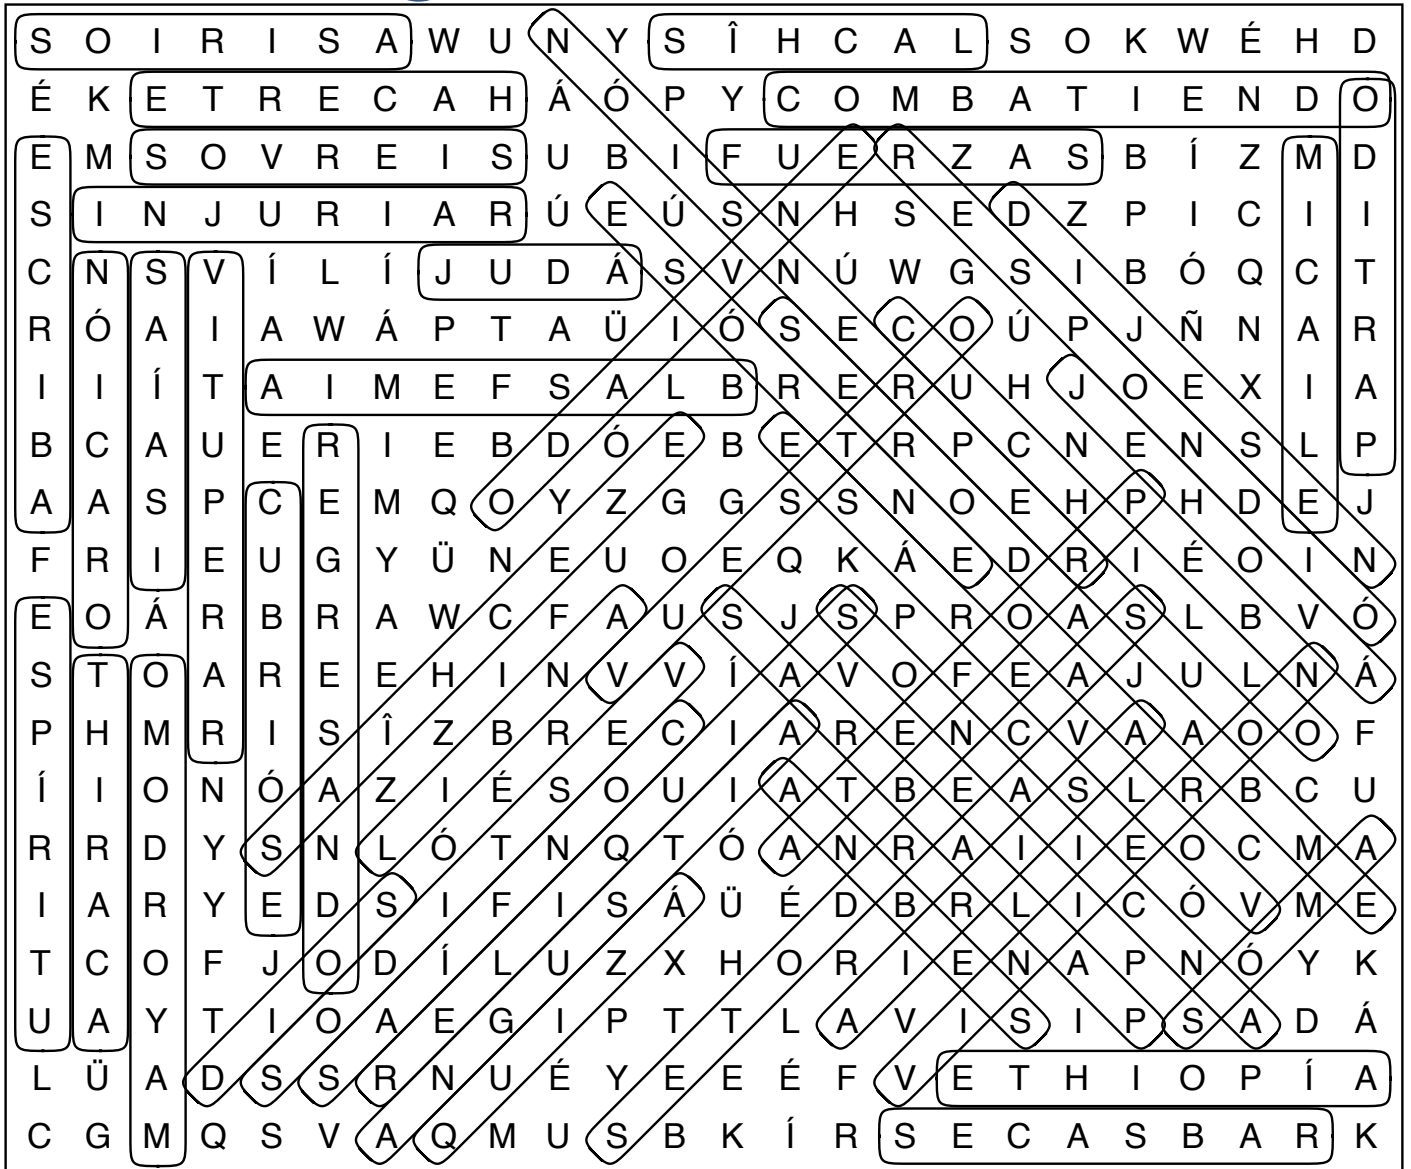 S O I R I S A W U N Y S Î H C A L S O K W É H D
É K E T R E C A H Á Ó P Y C O M B A T I E N D O
E M S O V R E I S U B I F U E R Z A S B Í Z M D
S I N J U R I A R Ú E Ú S N H S E D Z P I C I I
C N S V Í L Í J U D Á S V N Ú W G S I B Ó Q C T
R Ó A I A W Á P T A Ü I Ó S E C O Ú P J Ñ N A R
I I Í T A I M E F S A L B R E R U H J O E X I A
B C A U E R I E B D Ó E B E T R P C N E N S L P
A A S P C E M Q O Y Z G G S S N O E H P H D E J
F R I E U G Y Ü N E U O E Q K Á E D R I É O I N
E O Á R B R A W C F A U S J S P R O A S L B V Ó
S T O A R E E H I N V V Í A V O F E A J U L N Á
P H M R I S Î Z B R E C I A R E N C V A A O O F
Í I O N Ó A Z I É S O U I A T B E A S L R B C U
R R D Y S N L Ó T N Q T Ó A N R A I I E O C M A
I A R Y E D S I F I S Á Ü É D B R L I C Ó V M E
T C O F J O D Í L U Z X H O R I E N A P N Ó Y K
U A Y T I O A E G I P T T L A V I S I P S A D Á
L Ü A D S S R N U É Y E E É F V E T H I O P Í A
C G M Q S V A Q M U S B K Í R S E C A S B A R K